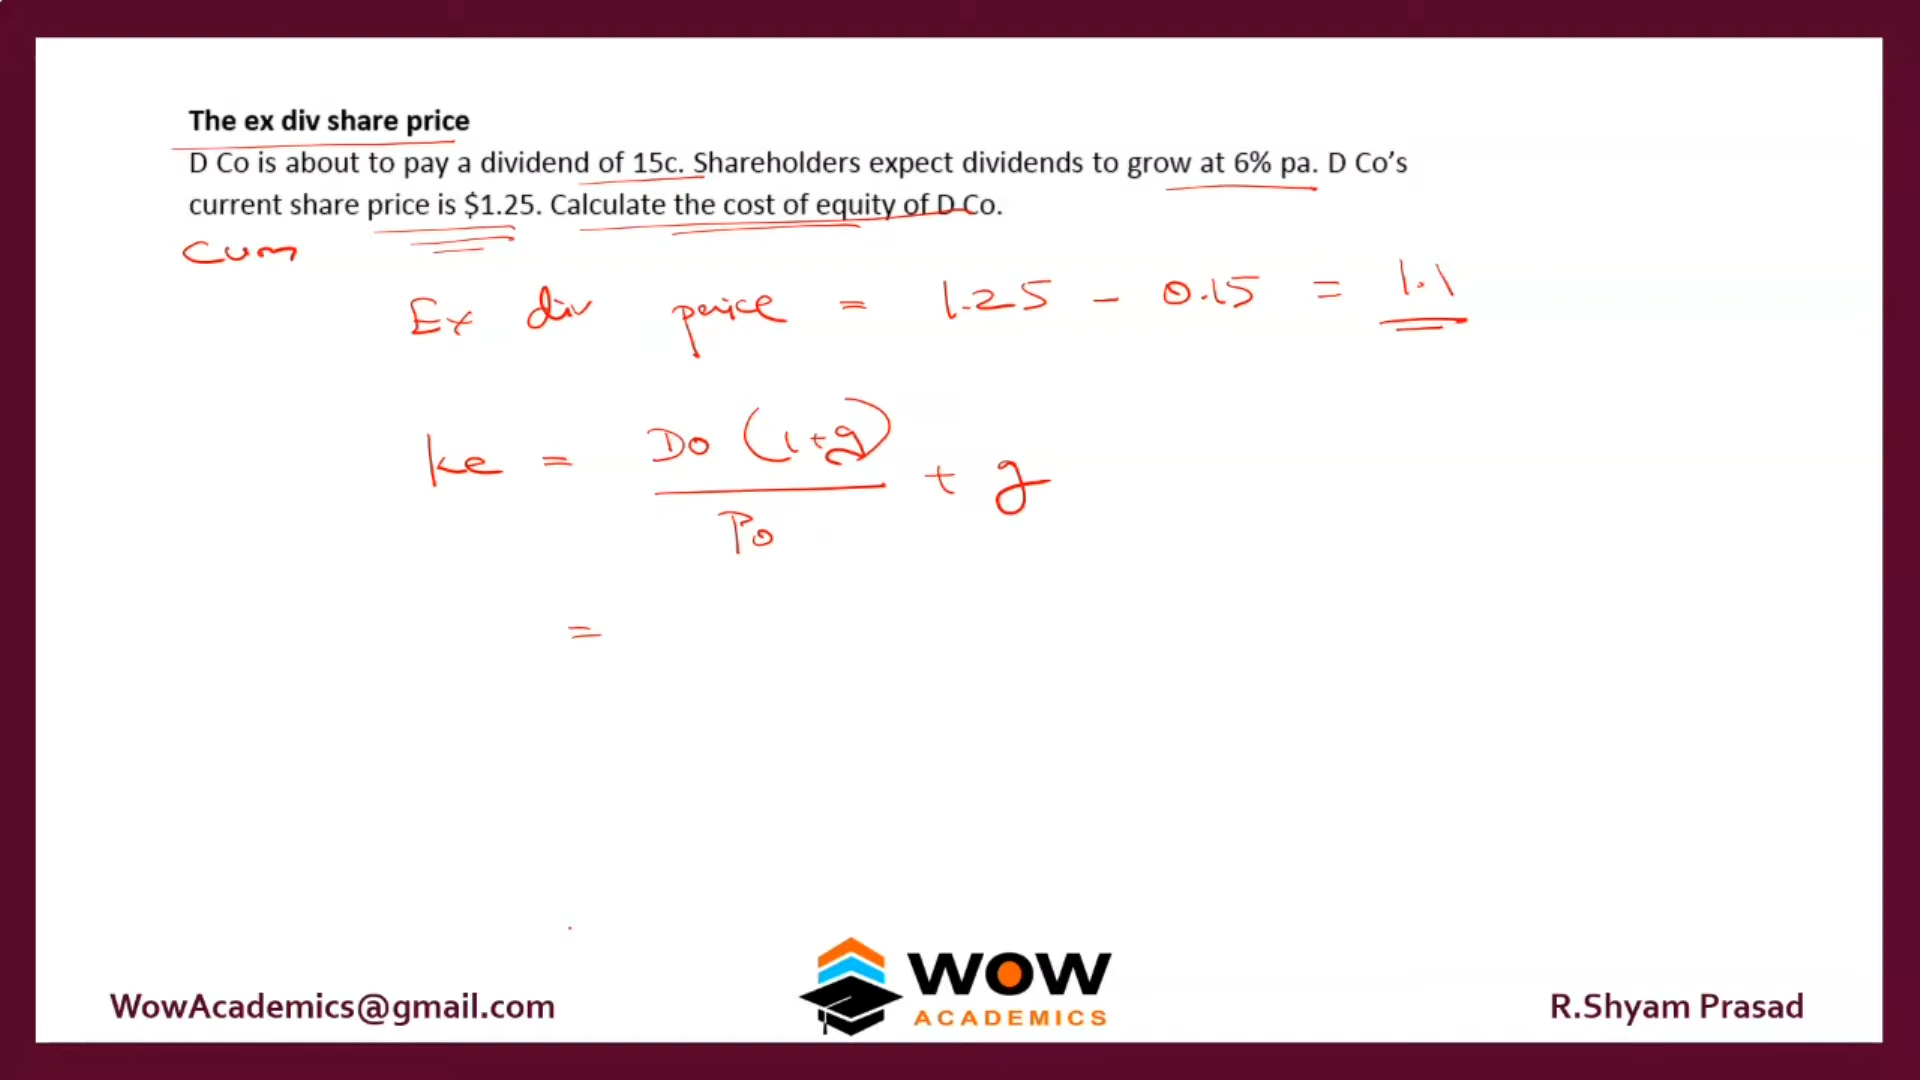 The ex div share price
D Co is about to pay a dividend of 15c. Shareholders expect dividends to grow at 6% pa. D Co's
current share price is $1.25. Calculate the cost of equity of D Co.
Cum
Ex div price = 1.25 - 0.15 = 1.1
ke = D0 (1+g)
+ g
P0
=
WOW
ACADEMICS
WowAcademics@gmail.com
R.Shyam Prasad